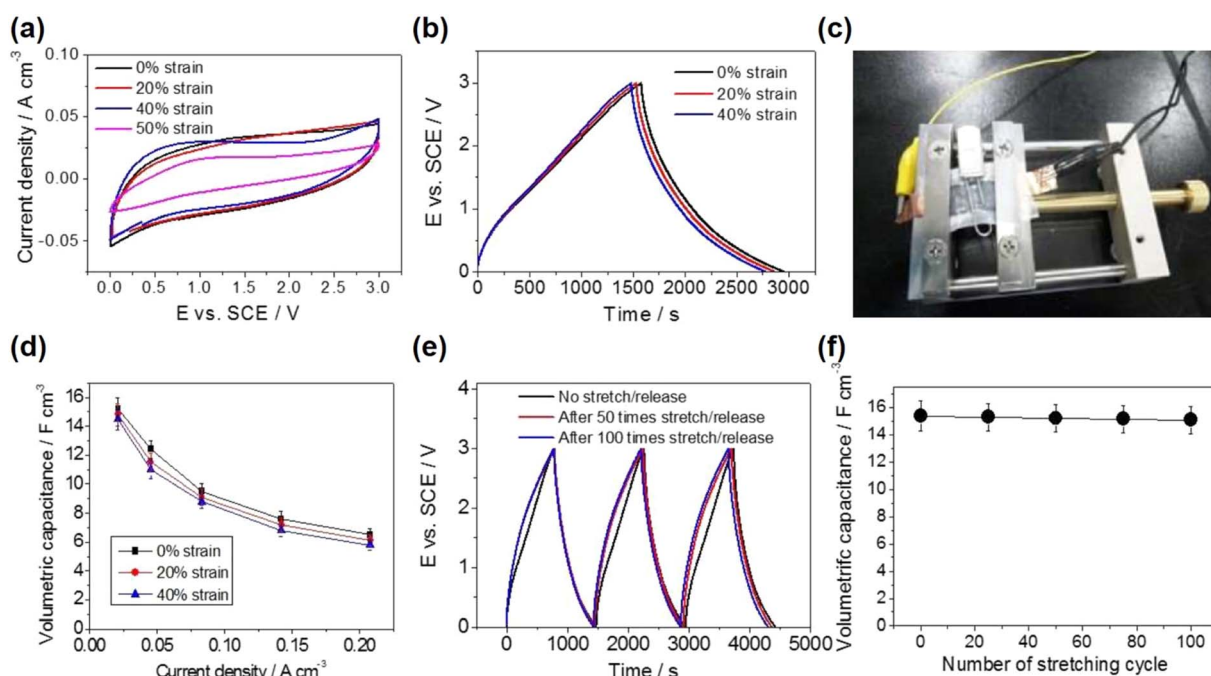 (a)
0.10
0.05
0.00
-0.05
Current density / A cm⁻³
0% strain
20% strain
40% strain
50% strain
0.0 0.5 1.0 1.5 2.0 2.5 3.0
E vs. SCE / V
(b)
4
3
2
1
0
E vs. SCE / V
0% strain
20% strain
40% strain
0 500 1000 1500 2000 2500 3000
Time / s
(c)
(d)
16
14
12
10
8
6
4
2
0
Volumetric capacitance / F cm⁻³
0% strain
20% strain
40% strain
0.00 0.05 0.10 0.15 0.20
Current density / A cm⁻³
(e)
4
3
2
1
0
E vs. SCE / V
No stretch/release
After 50 times stretch/release
After 100 times stretch/release
0 1000 2000 3000 4000 5000
Time / s
(f)
16
14
12
10
8
6
4
2
0
Volumetrifc capacitance / F cm⁻³
0 20 40 60 80 100
Number of stretching cycle